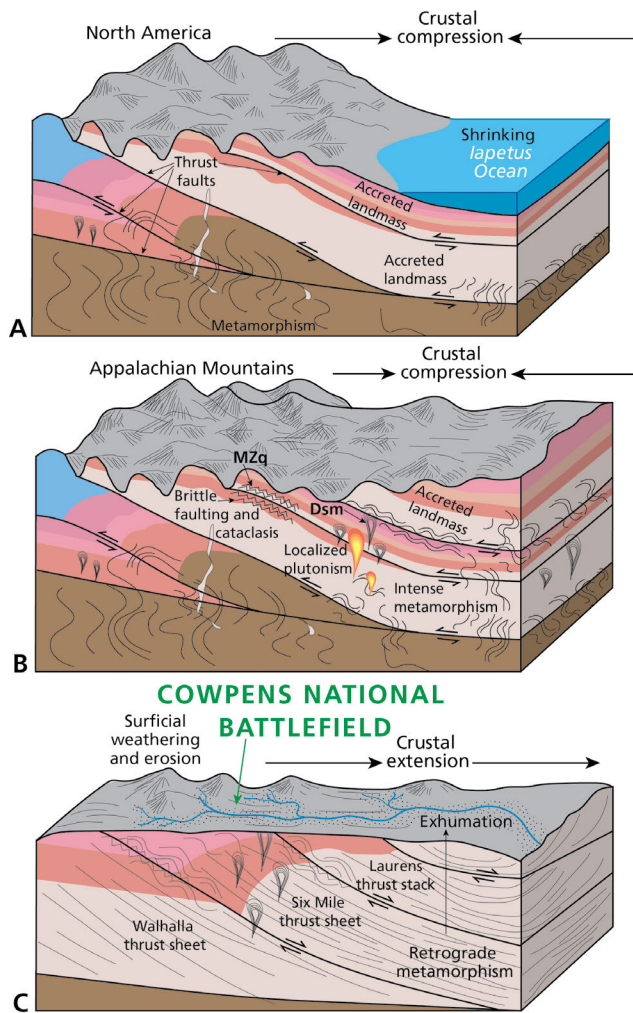 North America
Crustal
compression
Shrinking
Iapetus
Ocean
Thrust
faults
Accreted
landmass
Accreted
landmass
Metamorphism
A
Appalachian Mountains
Crustal
compression
MZq
Brittle
faulting and
cataclasis
Dsm
Accreted
landmass
Localized
plutonism
Intense
metamorphism
B
COWPENS NATIONAL
BATTLEFIELD
Surficial
weathering
and erosion
Crustal
extension
Exhumation
Laurens
thrust stack
Six Mile
thrust sheet
Walhalla
thrust sheet
Retrograde
metamorphism
C